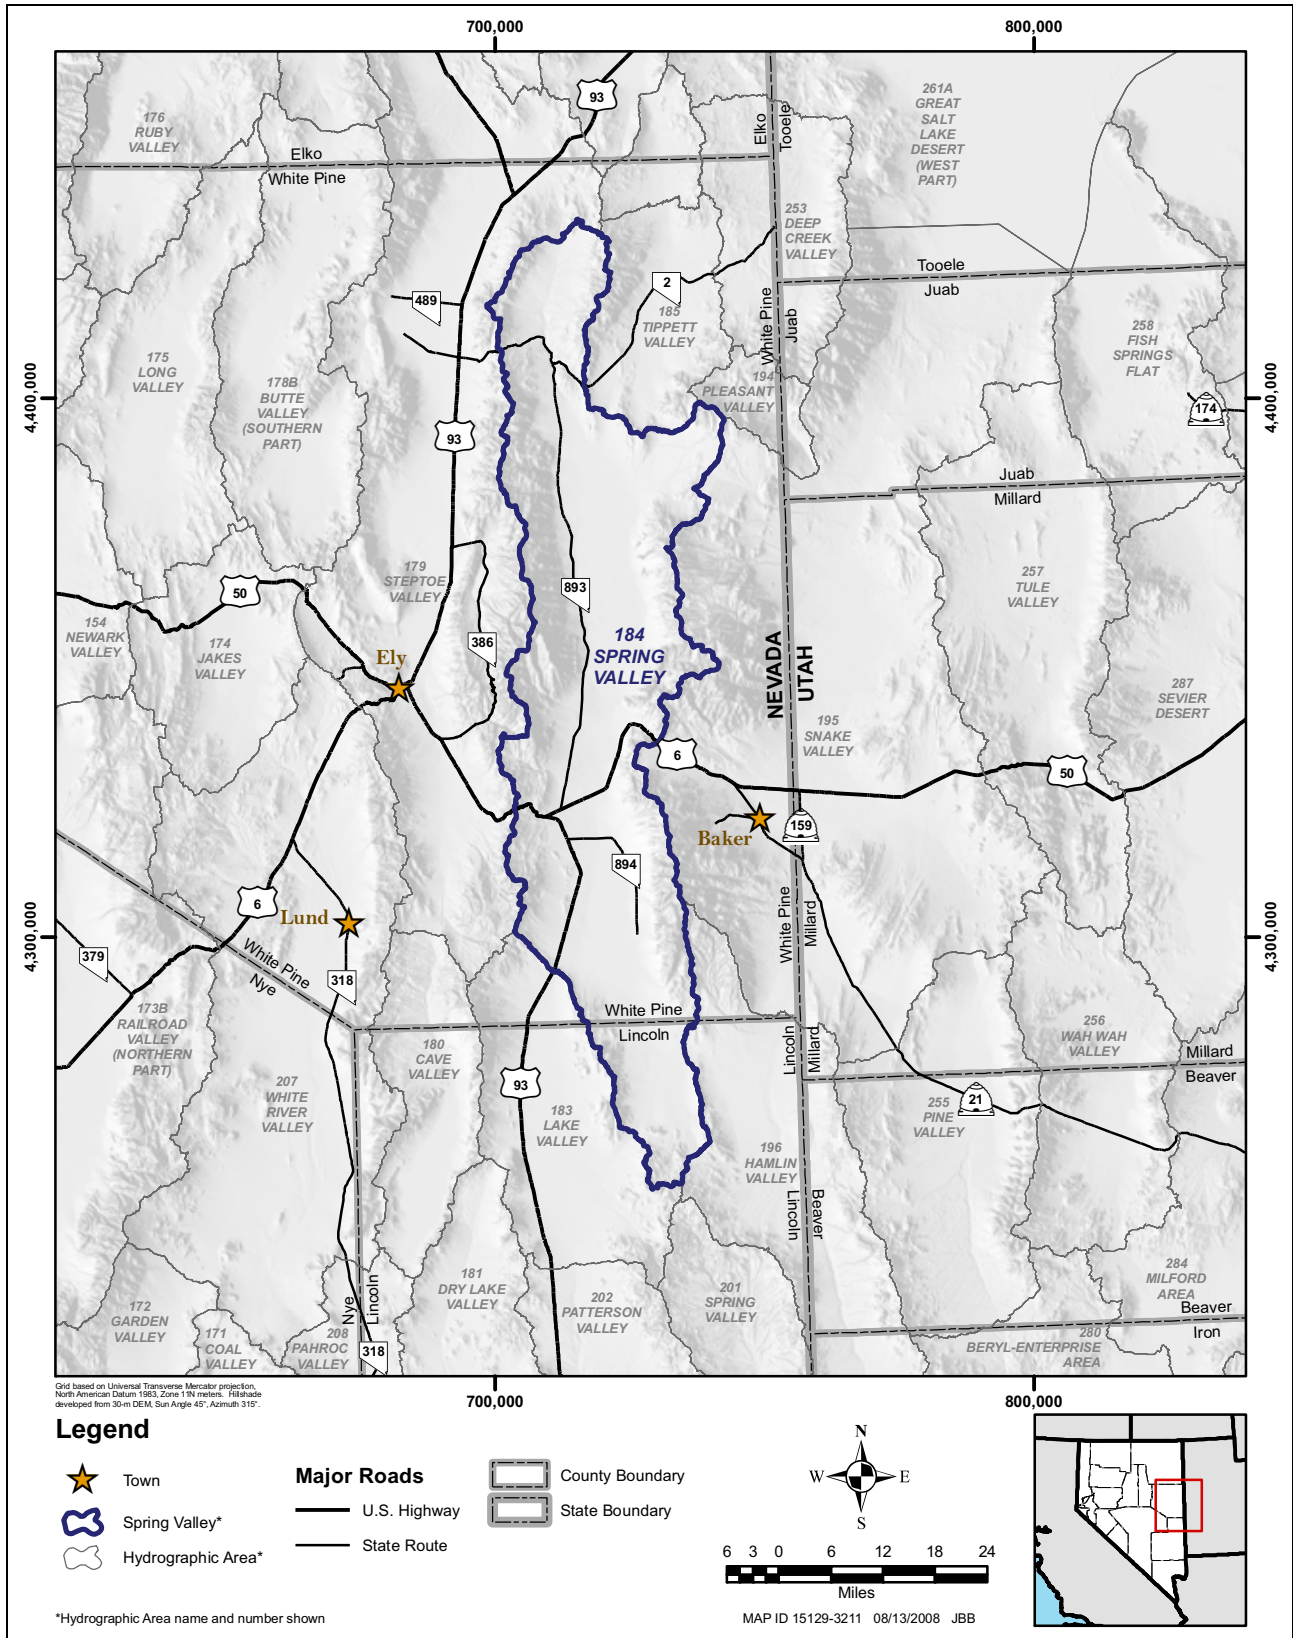 700,000
800,000
93
261A
GREAT
SALT
LAKE
DESERT
(WEST
PART)
176
RUBY
VALLEY
Elko
Tooele
Elko
White Pine
253
DEEP
CREEK
VALLEY
Tooele
Juab
2
489
185
TIPPETT
VALLEY
White Pine
Juab
258
FISH
SPRINGS
FLAT
175
LONG
VALLEY
178B
BUTTE
VALLEY
(SOUTHERN
PART)
194
PLEASANT
VALLEY
4,400,000
4,400,000
174
93
Juab
Millard
179
STEPTOE
VALLEY
257
TULE
VALLEY
50
893
154
NEWARK
VALLEY
174
JAKES
VALLEY
386
184
SPRING
VALLEY
NEVADA
UTAH
Ely
287
SEVIER
DESERT
195
SNAKE
VALLEY
6
50
Baker
159
894
6
Lund
White Pine
Millard
4,300,000
4,300,000
379
White Pine
Nye
318
173B
RAILROAD
VALLEY
(NORTHERN
PART)
White Pine
Lincoln
256
WAH WAH
VALLEY
Lincoln
Millard
Millard
Beaver
180
CAVE
VALLEY
93
207
WHITE
RIVER
VALLEY
21
255
PINE
VALLEY
183
LAKE
VALLEY
196
HAMLIN
VALLEY
Lincoln
Beaver
181
DRY LAKE
VALLEY
202
PATTERSON
VALLEY
201
SPRING
VALLEY
284
MILFORD
AREA
Nye
Lincoln
172
GARDEN
VALLEY
171
COAL
VALLEY
208
PAHROC
VALLEY
318
Beaver
Iron
280
BERYL-ENTERPRISE
AREA
Grid based on Universal Transverse Mercator projection,
North American Datum 1983, Zone 11N meters. Hillshade
developed from 30-m DEM, Sun Angle 45°, Azimuth 315°.
700,000
800,000
Legend
Town
Spring Valley*
Hydrographic Area*
Major Roads
U.S. Highway
State Route
County Boundary
State Boundary
N
W
E
S
6 3 0 6 12 18 24
Miles
*Hydrographic Area name and number shown
MAP ID 15129-3211 08/13/2008 JBB